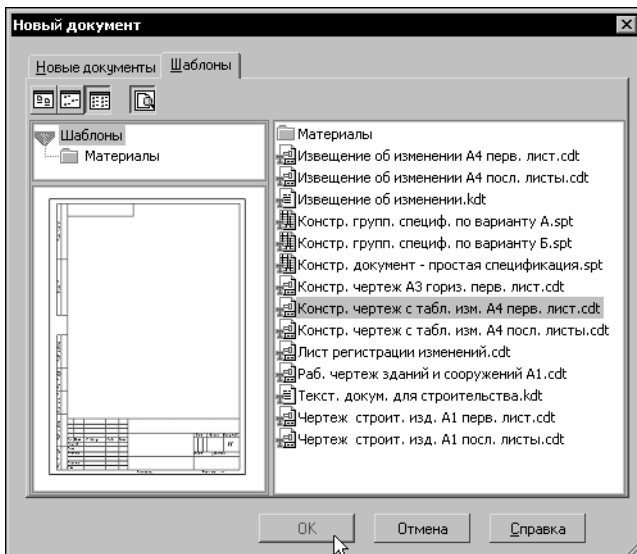 Новый документ
Новые документы Шаблоны
Шаблоны
Материалы
Материалы
Извещение об изменении А4 перв. лист.cdt
Извещение об изменении А4 посл. листы.cdt
Извещение об изменении.kdt
Констр. групп. специф. по варианту А.spt
Констр. групп. специф. по варианту Б.spt
Констр. документ - простая спецификация.spt
Констр. чертеж А3 гориз. перв. лист.cdt
Констр. чертеж с табл. изм. А4 перв. лист.cdt
Констр. чертеж с табл. изм. А4 посл. листы.cdt
Лист регистрации изменений.cdt
Раб. чертеж зданий и сооружений А1.cdt
Текст. докум. для строительства.kdt
Чертеж  строит. изд. А1 перв. лист.cdt
Чертеж  строит. изд. А1 посл. листы.cdt
OK Отмена Справка